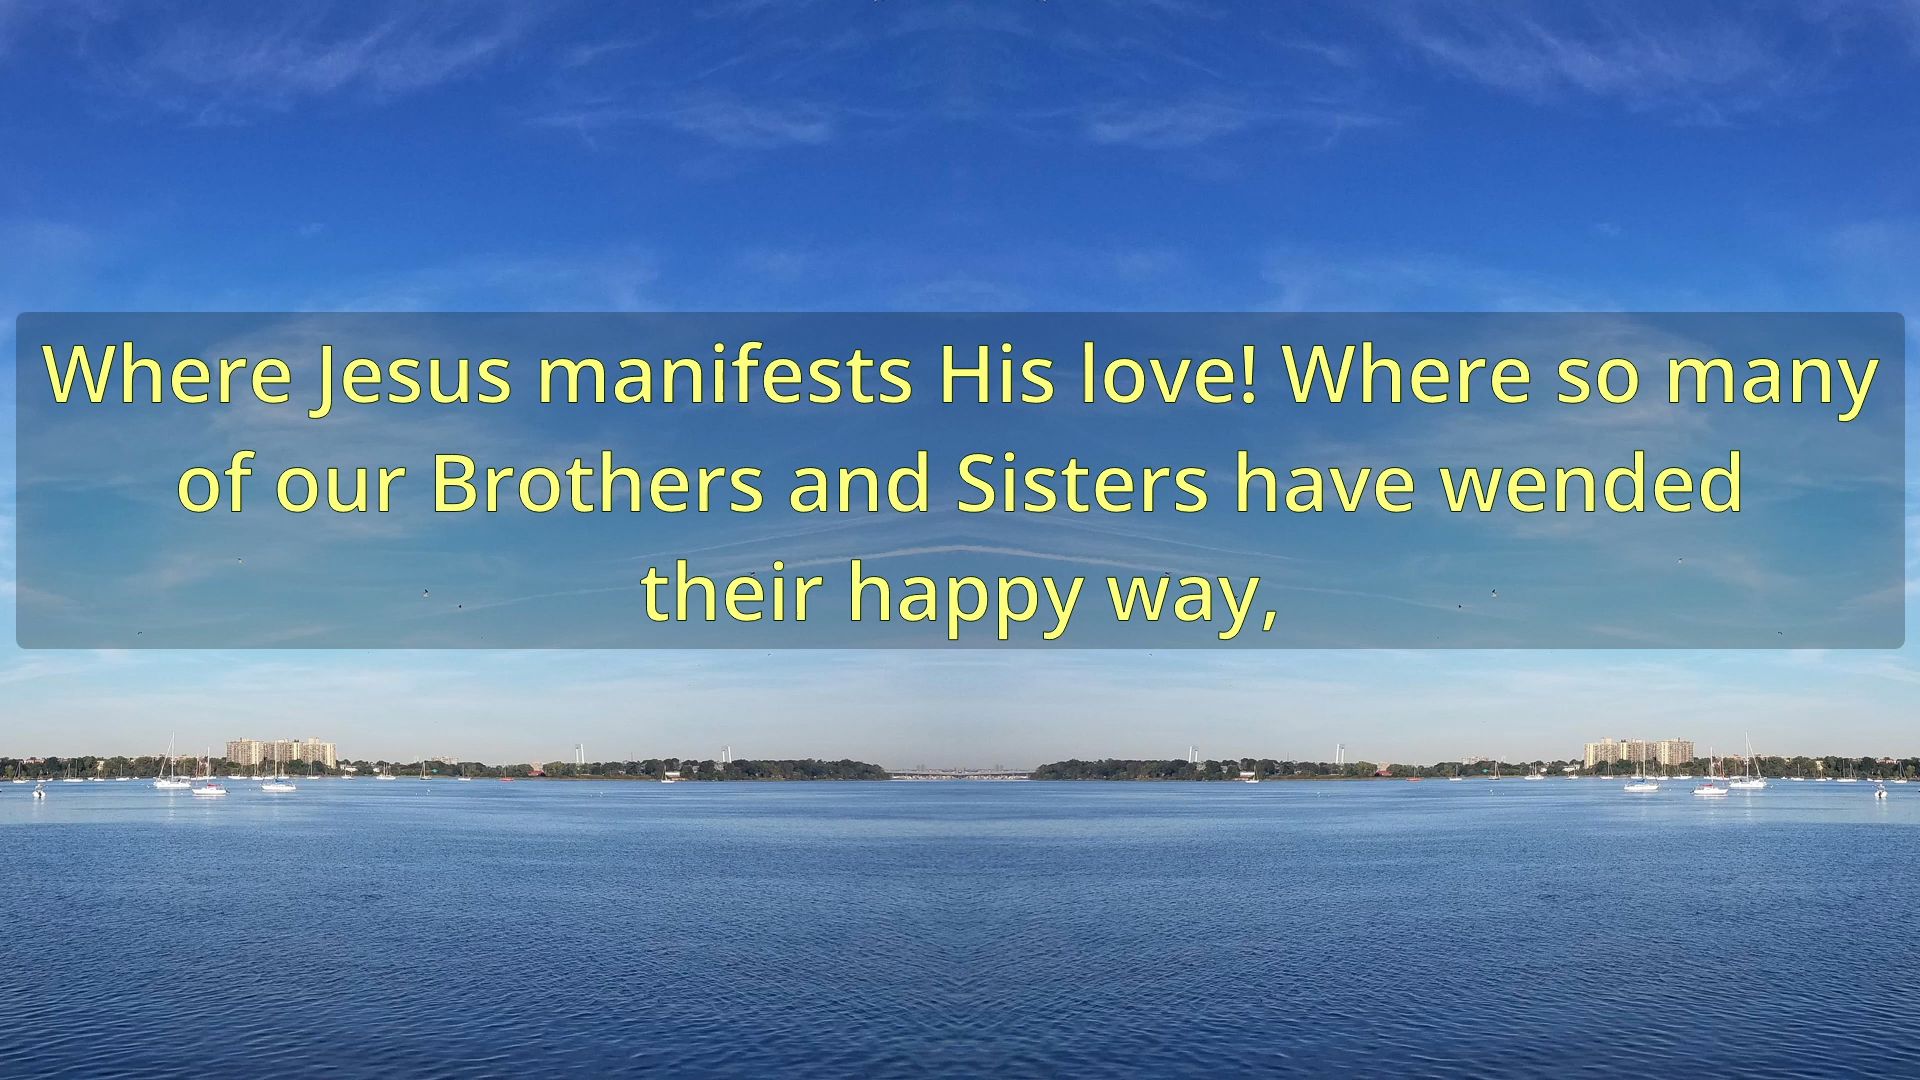 Where Jesus manifests His love! Where so many
of our Brothers and Sisters have wended
their happy way,